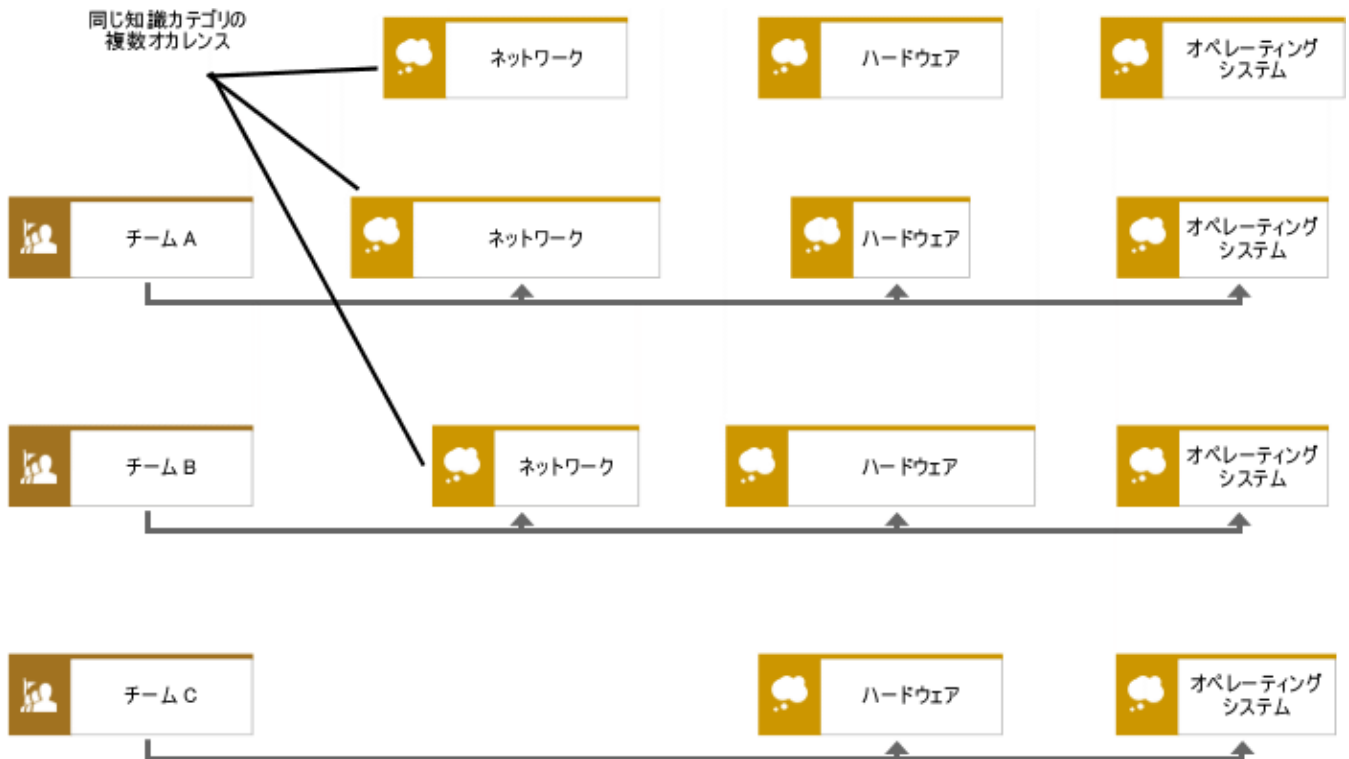 同じ知識カテゴリの
複数オカレンス
ネットワーク
ハードウェア
オペレーティング
システム
チーム A
ネットワーク
ハードウェア
オペレーティング
システム
チーム B
ネットワーク
ハードウェア
オペレーティング
システム
チーム C
ハードウェア
オペレーティング
システム